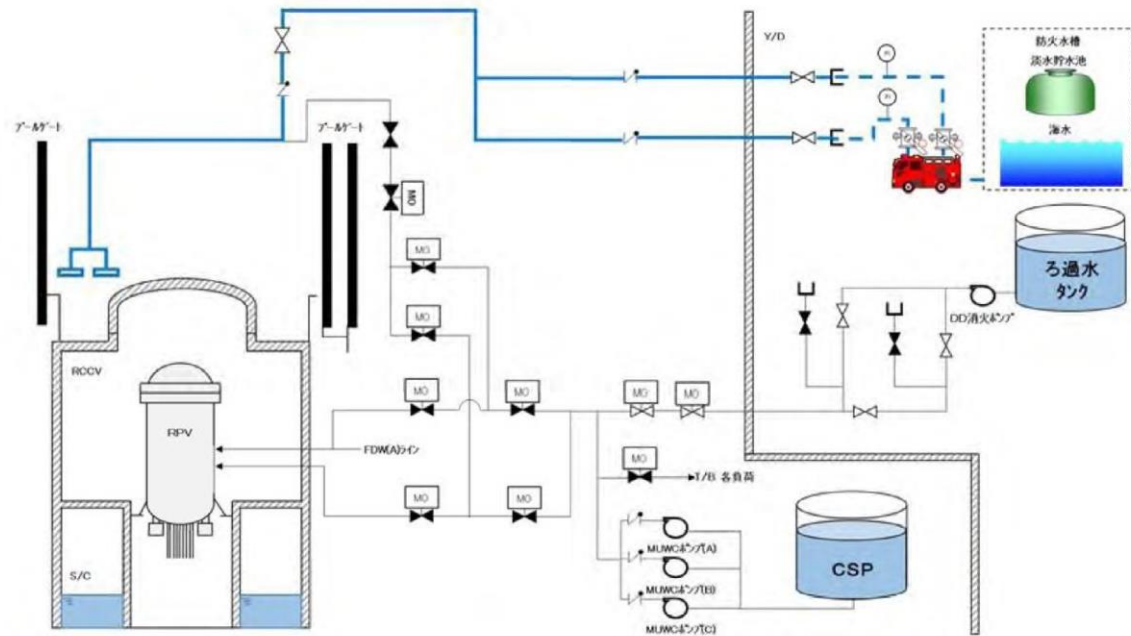 Y/D
防火水槽
淡水貯水池
海水
PI
PI
プールゲート
プールゲート
MO
MO
MO
ろ過水
タンク
DD消火ポンプ
RCCV
RPV
MO
MO
MO
MO
FDW(A)ライン
MO
T/B 各負荷
MO
MO
MUWCポンプ(A)
MUWCポンプ(B)
MUWCポンプ(C)
CSP
S/C